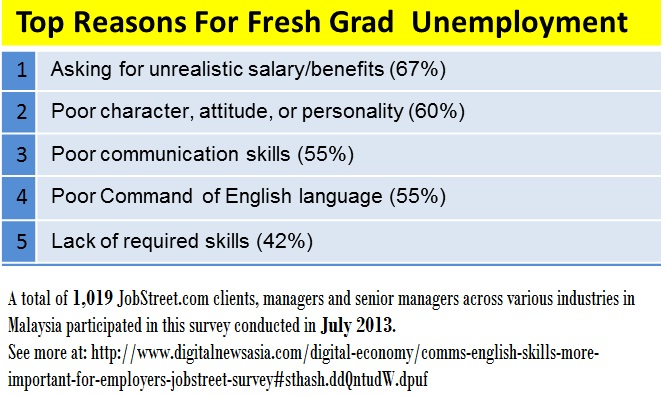 Top Reasons For Fresh Grad Unemployment
1 Asking for unrealistic salary/benefits (67%)
2 Poor character, attitude, or personality (60%)
3 Poor communication skills (55%)
4 Poor Command of English language (55%)
5 Lack of required skills (42%)
A total of 1,019 JobStreet.com clients, managers and senior managers across various industries in
Malaysia participated in this survey conducted in July 2013.
See more at: http://www.digitalnewsasia.com/digital-economy/comms-english-skills-more-
important-for-employers-jobstreet-survey#sthash.ddQntudW.dpuf